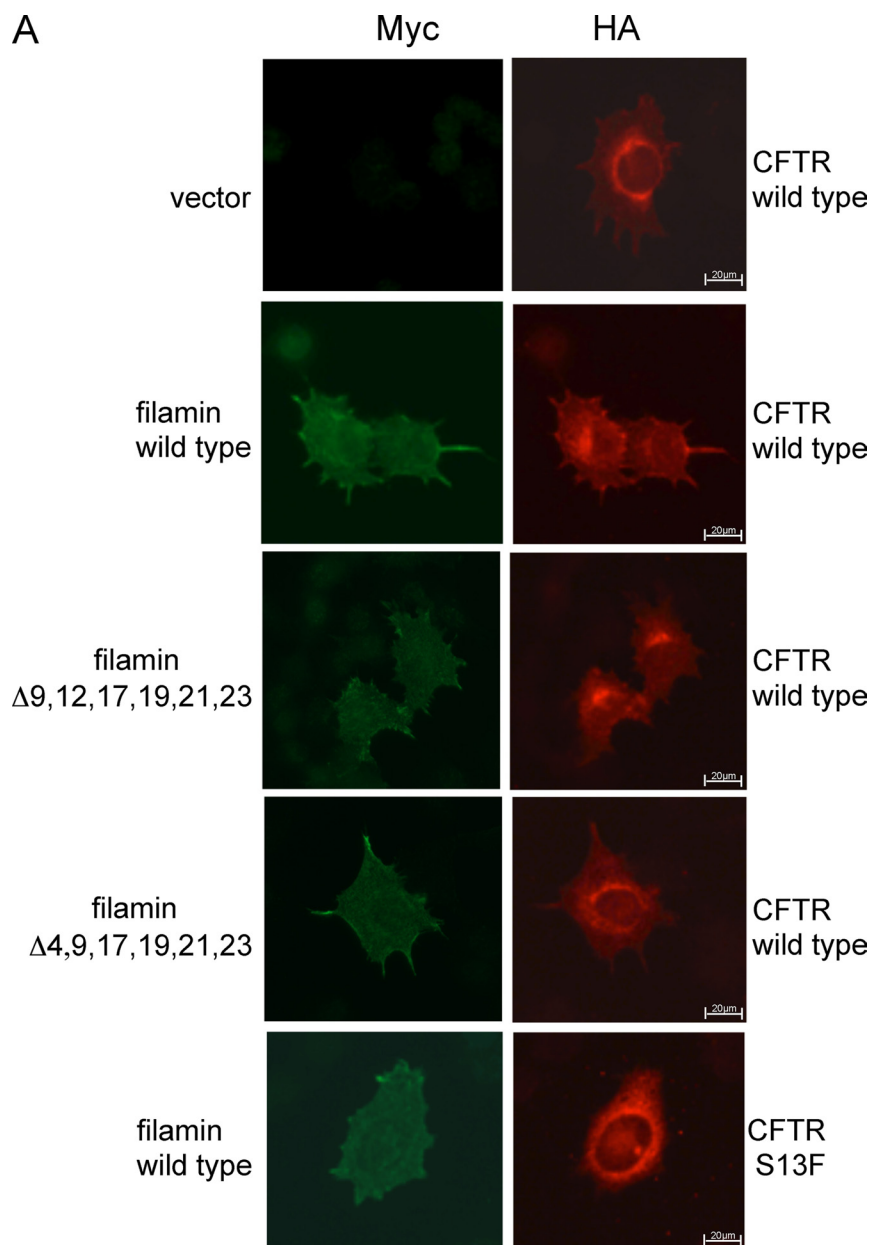 A
Myc HA
vector
CFTR
wild type
20µm
filamin
wild type
CFTR
wild type
20µm
filamin
Δ9,12,17,19,21,23
CFTR
wild type
20µm
filamin
Δ4,9,17,19,21,23
CFTR
wild type
20µm
filamin
wild type
CFTR
S13F
20µm